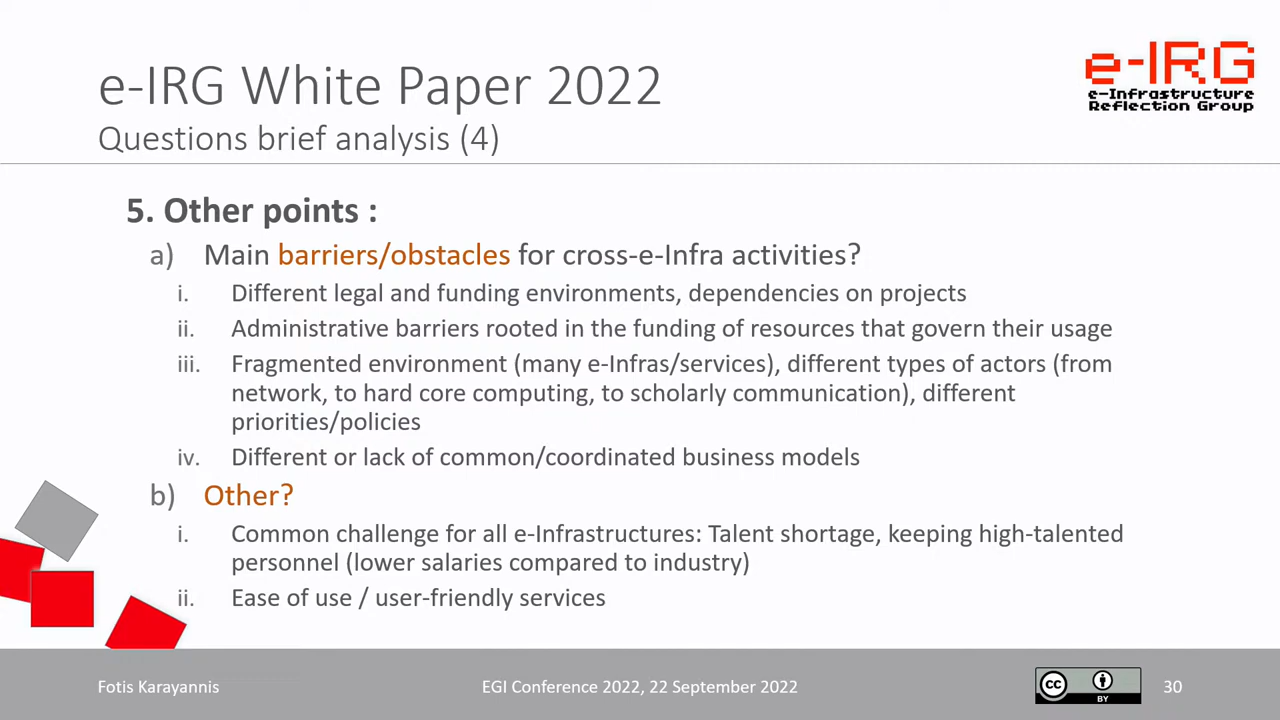 e-IRG White Paper 2022
Questions brief analysis (4)
e-IRG
e-Infrastructure
Reflection Group
5. Other points :
a) Main barriers/obstacles for cross-e-Infra activities?
i. Different legal and funding environments, dependencies on projects
ii. Administrative barriers rooted in the funding of resources that govern their usage
iii. Fragmented environment (many e-Infras/services), different types of actors (from
network, to hard core computing, to scholarly communication), different
priorities/policies
iv. Different or lack of common/coordinated business models
b) Other?
i. Common challenge for all e-Infrastructures: Talent shortage, keeping high-talented
personnel (lower salaries compared to industry)
ii. Ease of use / user-friendly services
Fotis Karayannis
EGI Conference 2022, 22 September 2022
CC
BY
30